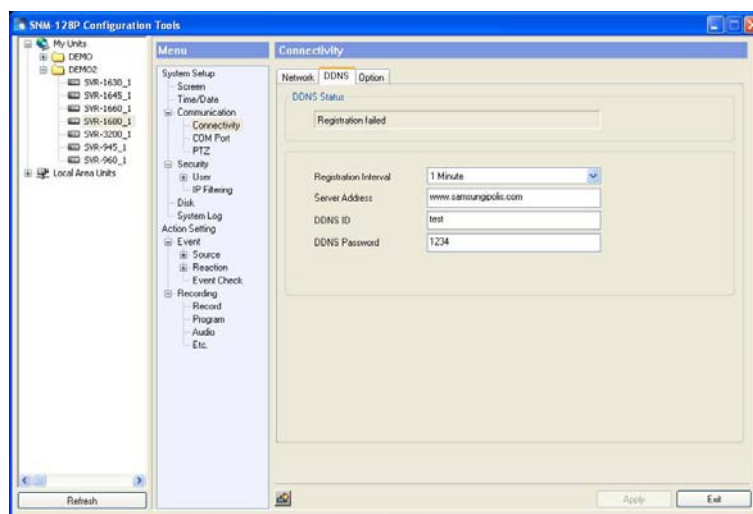 SNM-128P Configuration Tools
My Units
DEMO
DEMO2
SVR-1630_1
SVR-1645_1
SVR-1660_1
SVR-1600_1
SVR-3200_1
SVR-945_1
SVR-960_1
Local Area Units
Refresh
Menu
System Setup
Screen
Time/Date
Communication
Connectivity
COM Port
PTZ
Security
User
IP Filtering
Disk
System Log
Action Setting
Event
Source
Reaction
Event Check
Recording
Record
Program
Audio
Etc.
Connectivity
Network DDNS Option
DDNS Status
Registration failed
Registration Interval 1 Minute
Server Address www.samsungipolis.com
DDNS ID test
DDNS Password 1234
Apply Exit